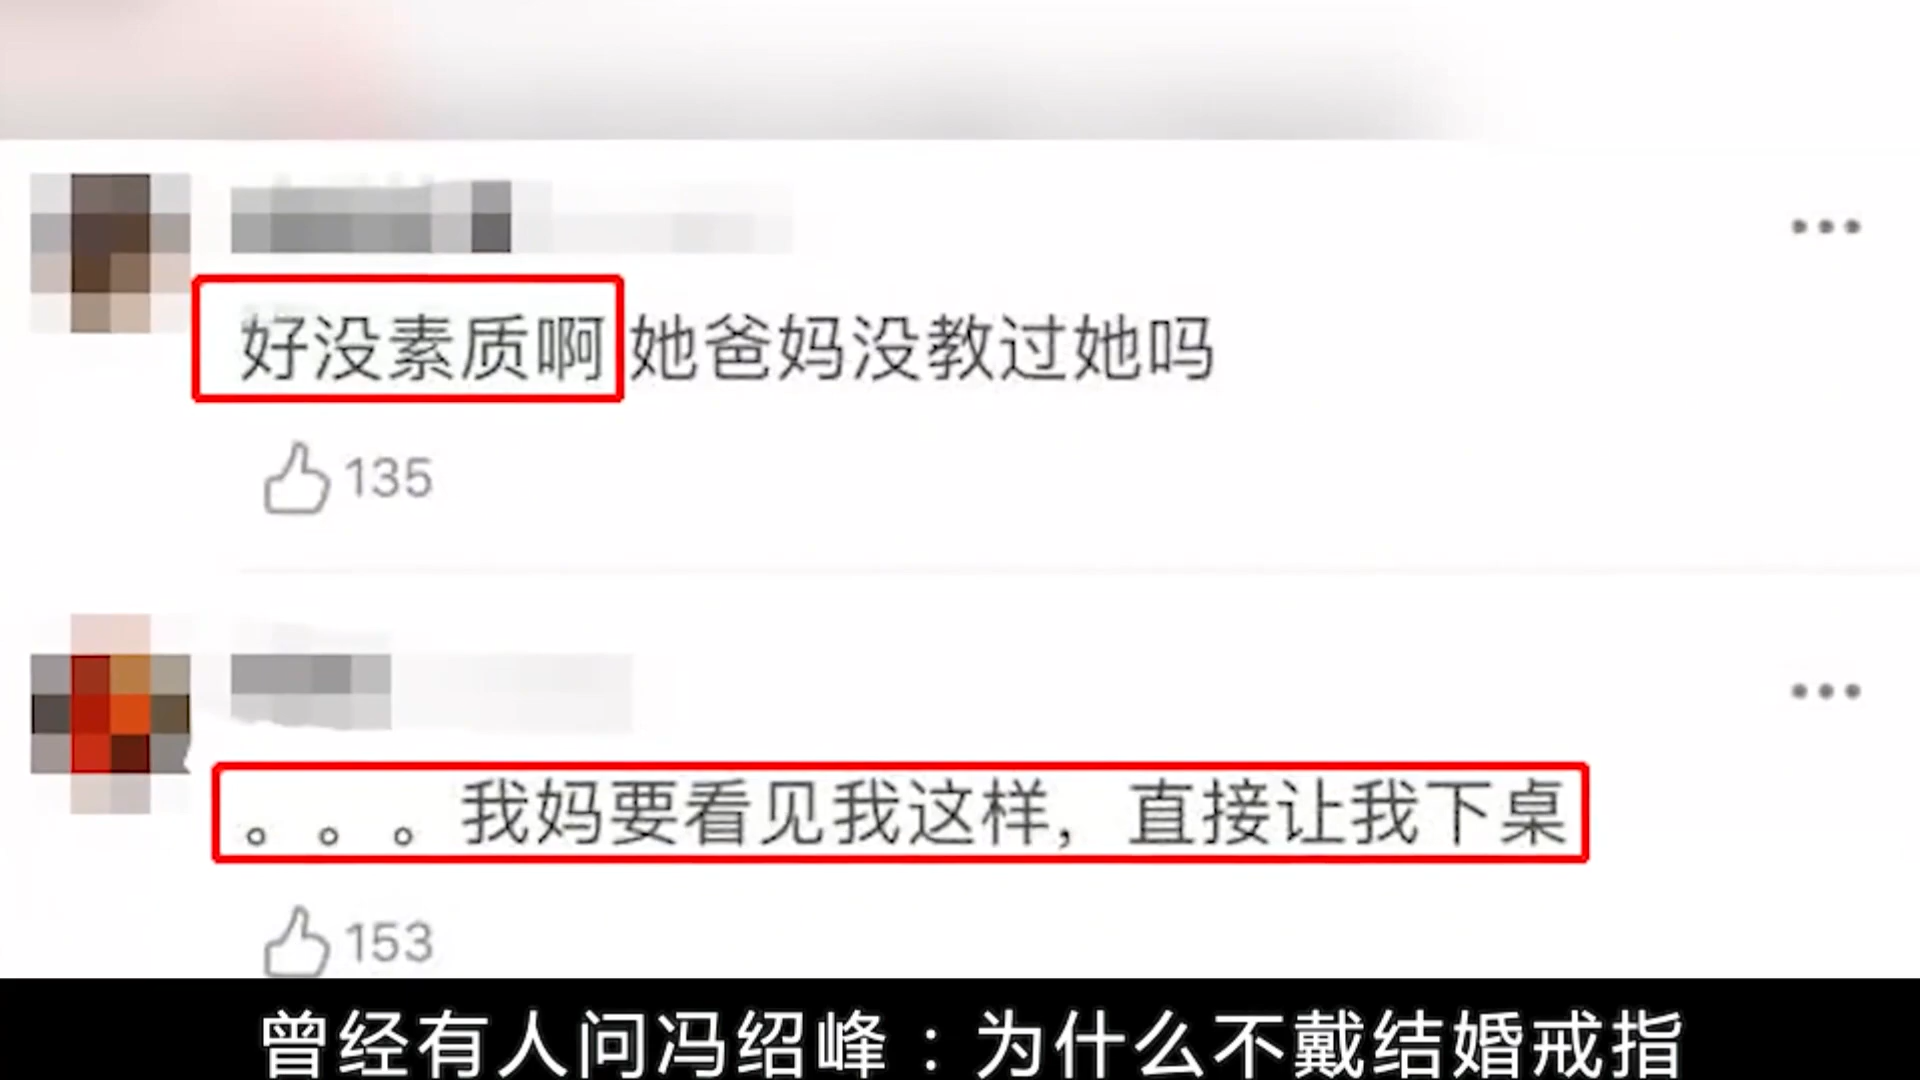 好没素质啊 她爸妈没教过她吗
135
。。。我妈要看见我这样，直接让我下桌
153
曾经有人问冯绍峰：为什么不戴结婚戒指